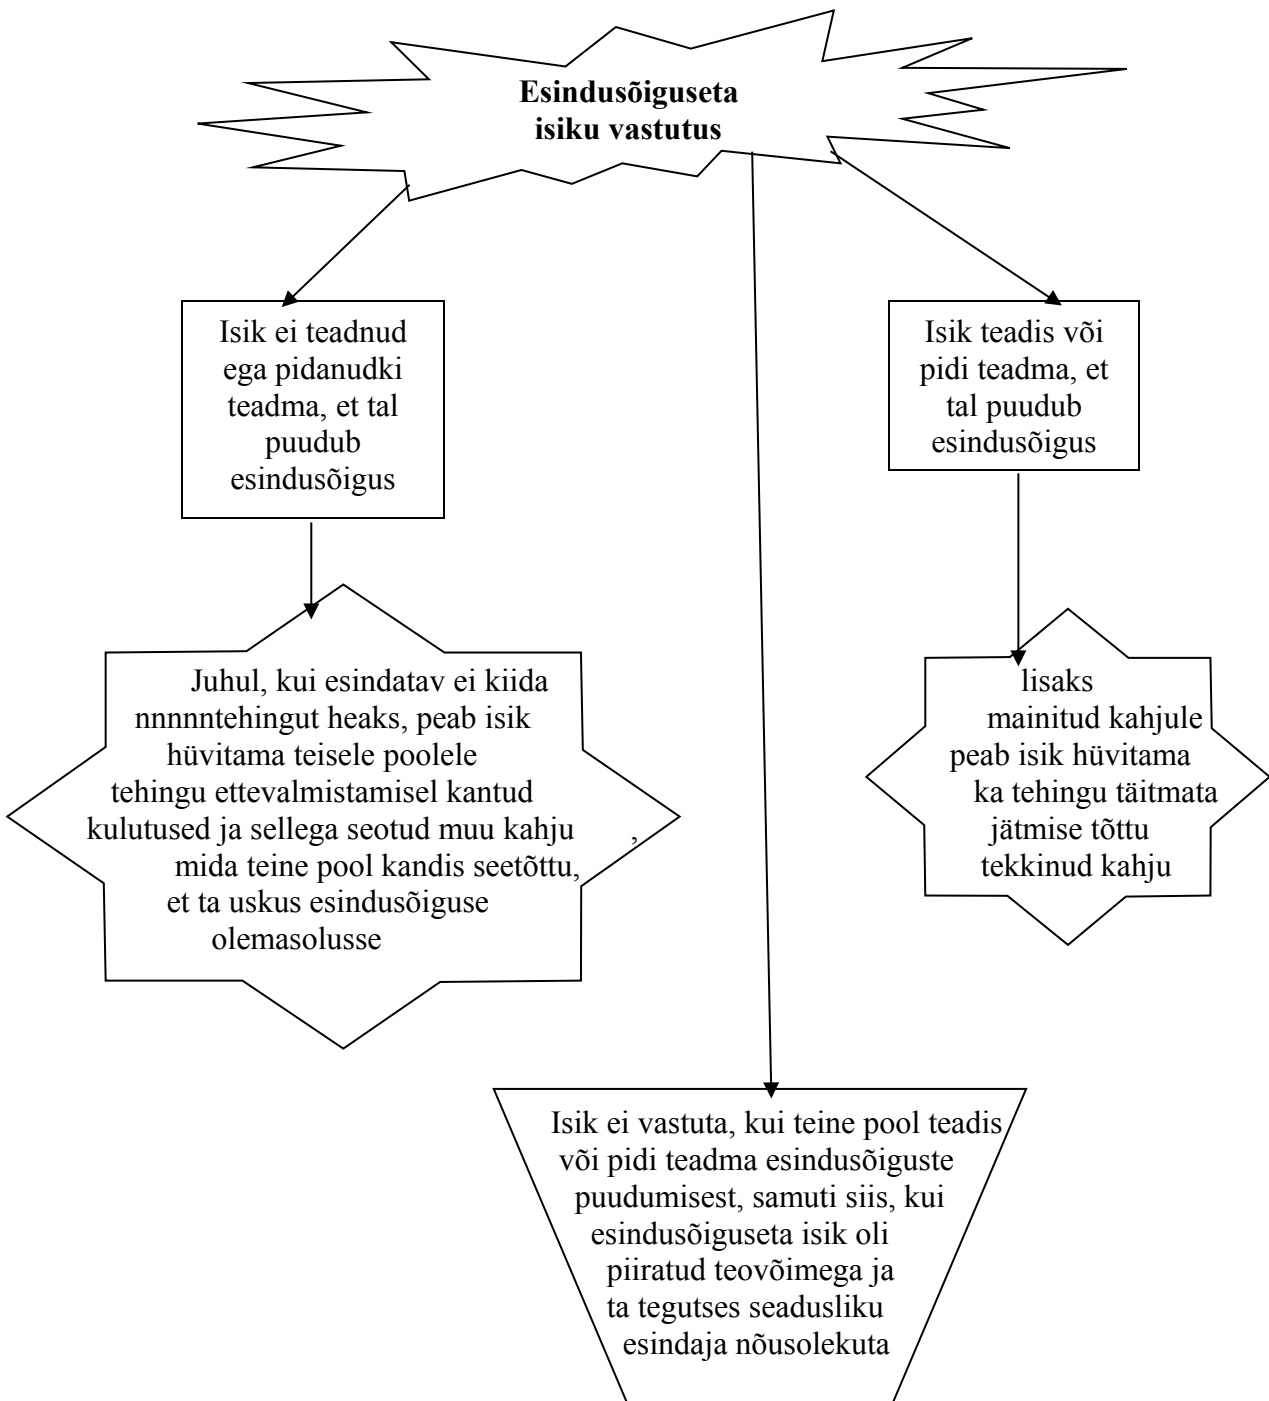 Esindusõiguseta
isiku vastutus
Isik ei teadnud
ega pidanudki
teadma, et tal
puudub
esindusõigus
Isik teadis või
pidi teadma, et
tal puudub
esindusõigus
Juhul, kui esindatav ei kiida
nnnnntehingut heaks, peab isik
hüvitama teisele poolele
tehingu ettevalmistamisel kantud
kulutused ja sellega seotud muu kahju ,
mida teine pool kandis seetõttu,
et ta uskus esindusõiguse
olemasolusse
lisaks
mainitud kahjule
peab isik hüvitama
ka tehingu täitmata
jätmise tõttu
tekkinud kahju
Isik ei vastuta, kui teine pool teadis
või pidi teadma esindusõiguste
puudumisest, samuti siis, kui
esindusõiguseta isik oli
piiratud teovõimega ja
ta tegutses seadusliku
esindaja nõusolekuta